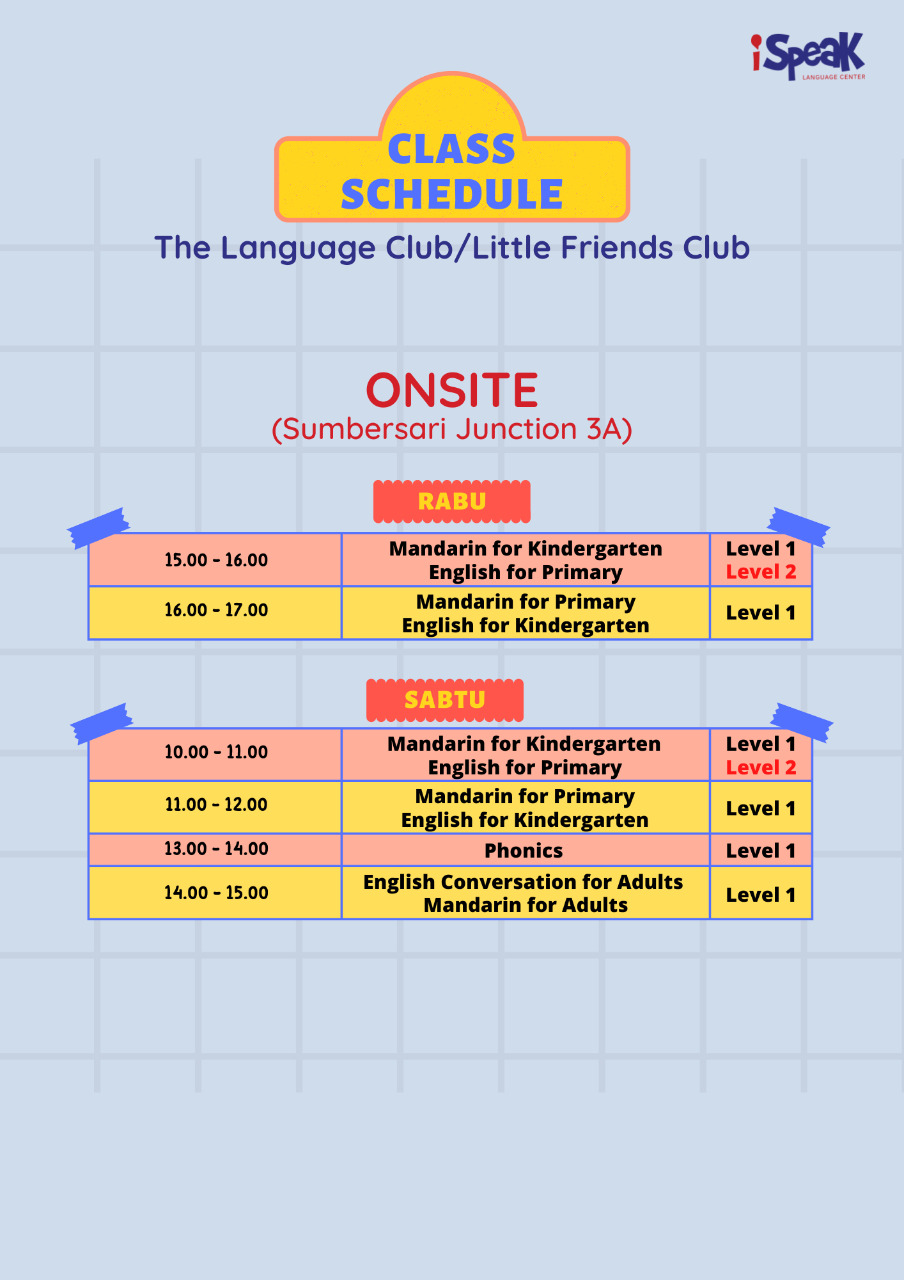 iSpeak
LANGUAGE CENTER
CLASS
SCHEDULE
The Language Club/Little Friends Club
ONSITE
(Sumbersari Junction 3A)
RABU
15.00 - 16.00
Mandarin for Kindergarten
English for Primary
Level 1
Level 2
16.00 - 17.00
Mandarin for Primary
English for Kindergarten
Level 1
SABTU
10.00 - 11.00
Mandarin for Kindergarten
English for Primary
Level 1
Level 2
11.00 - 12.00
Mandarin for Primary
English for Kindergarten
Level 1
13.00 - 14.00
Phonics
Level 1
14.00 - 15.00
English Conversation for Adults
Mandarin for Adults
Level 1